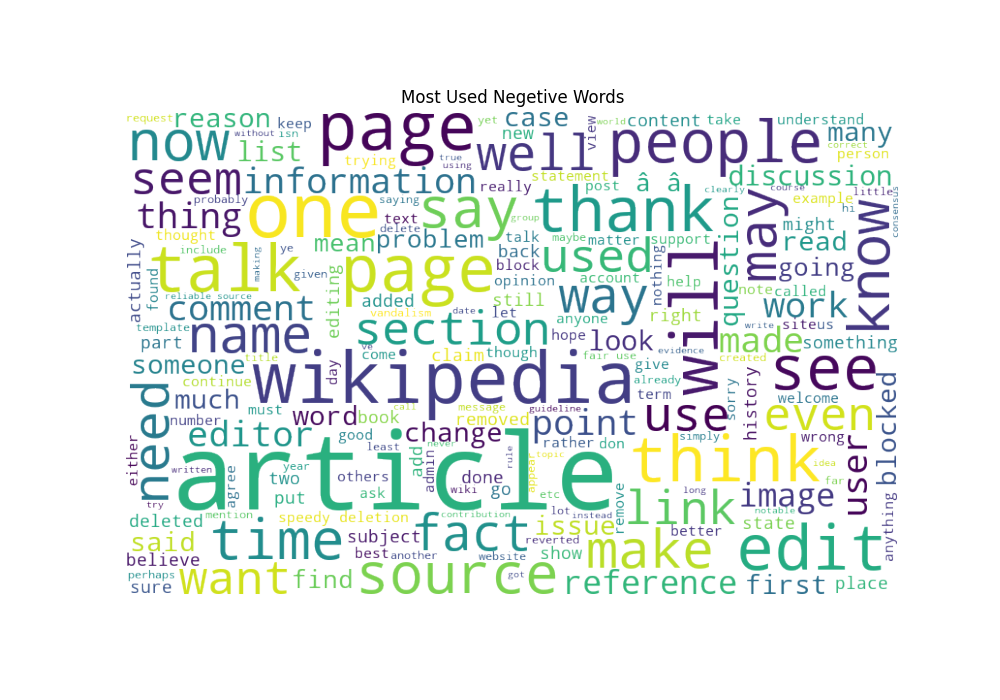 Most Used Negetive Words
request reason keep page yet case new world view content take understand
now without isn list trying true using well people many person correct
seem information really statement post â â clearly discussion course little
thing probably saying one delete text say group thank question may example hi might know consensus
thought include ye mean problem talk back maybe matter support used read
actually found talk page making given editing block opinion nothing account help will note called going
reliable source comment added vandalism date let still way anyone right work site us
template part name section hope look fair use evidence made write something
someone title day ve come claim though give already created see
continue wikipedia term sorry history welcome
need much number must word book call message removed guideline point use even blocked
either editor good least change never rather don simply wrong
written two year article others add admin rule appear topic think far idea user
try agree put ask wiki done go etc remove link long image anything
deleted mention speedy deletion contribution lot instead issue notable state
said time subject fact reverted better edit
believe best another website show make
perhaps sure want find source got reference first place